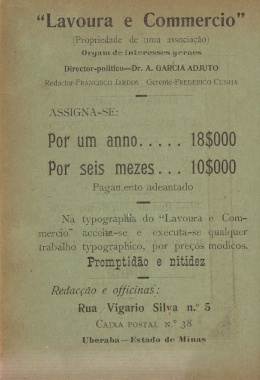 “Lavoura e Commercio”
(Propriedade de uma associação)
Orgam de interesses geraes
Director-politico—Dr. A. GARCIA ADJUTO
Redactor-FRANCISCO JARDIM Gerente-FREDERICO CUNHA
ASSIGNA-SE:
Por um anno..... 18$000
Por seis mezes... 10$000
Pagamento adeantado
Na typographia do “Lavoura e Com-
mercio” acceita-se e executa-se qualquer
trabalho typographico, por preços modicos.
Promptidão e nitidez
Redacção e officinas:
Rua Vigario Silva n.º 5
CAIXA POSTAL N.º 38
Uberaba—Estado de Minas